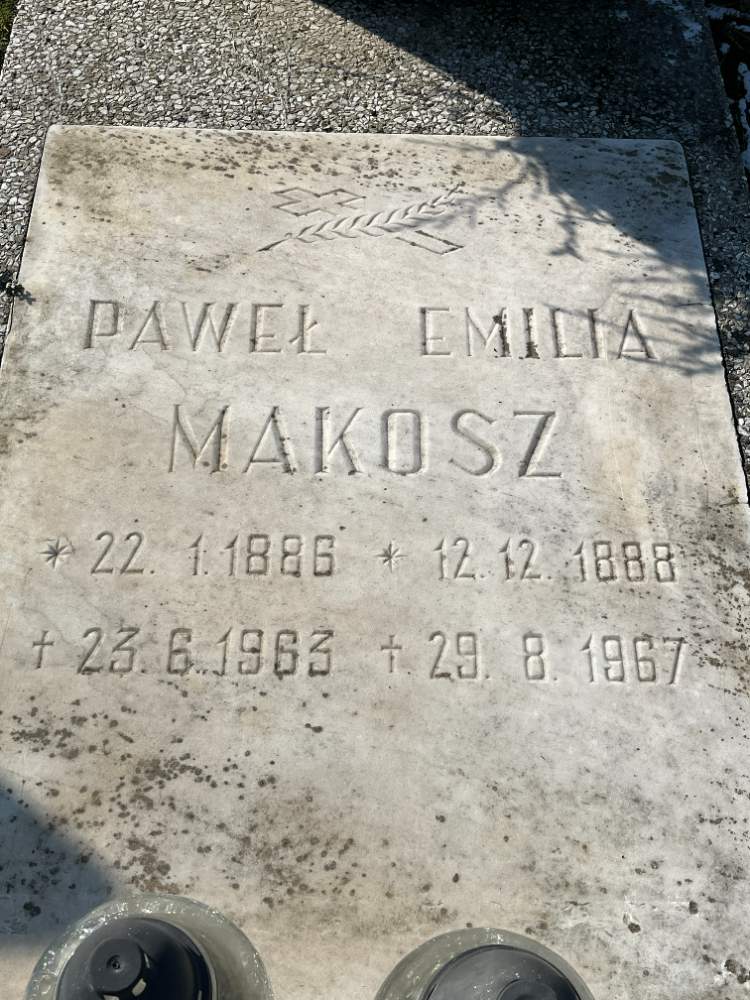 PAWEŁ EMILIA
MAKOSZ
* 22. 1. 1886 * 12. 12. 1888
† 23. 6. 1963 † 29. 8. 1967